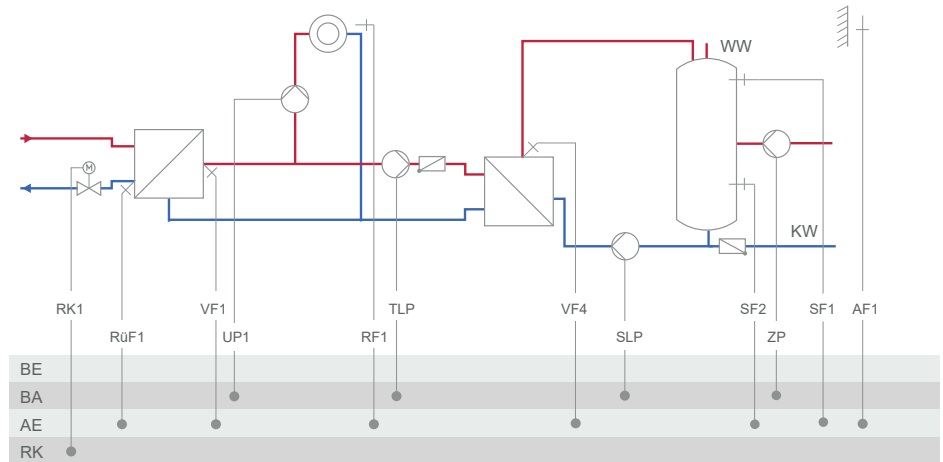 WW
M
KW
RK1
VF1
TLP
VF4
SF2
SF1
AF1
RüF1
UP1
RF1
SLP
ZP
BE
BA
AE
RK